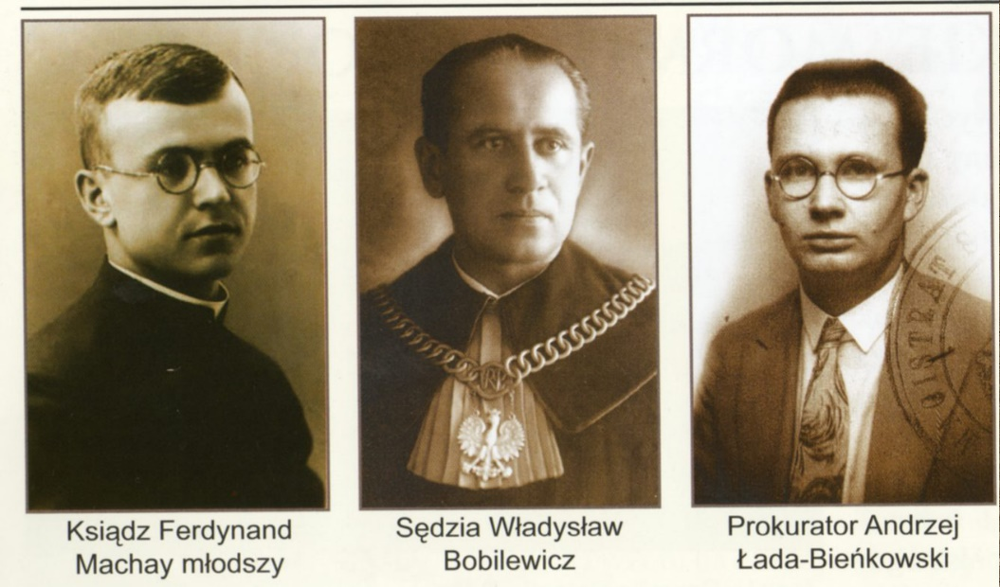 Ksiądz Ferdynand
Machay młodszy
Sędzia Władysław
Bobilewicz
Prokurator Andrzej
Łada-Bieńkowski